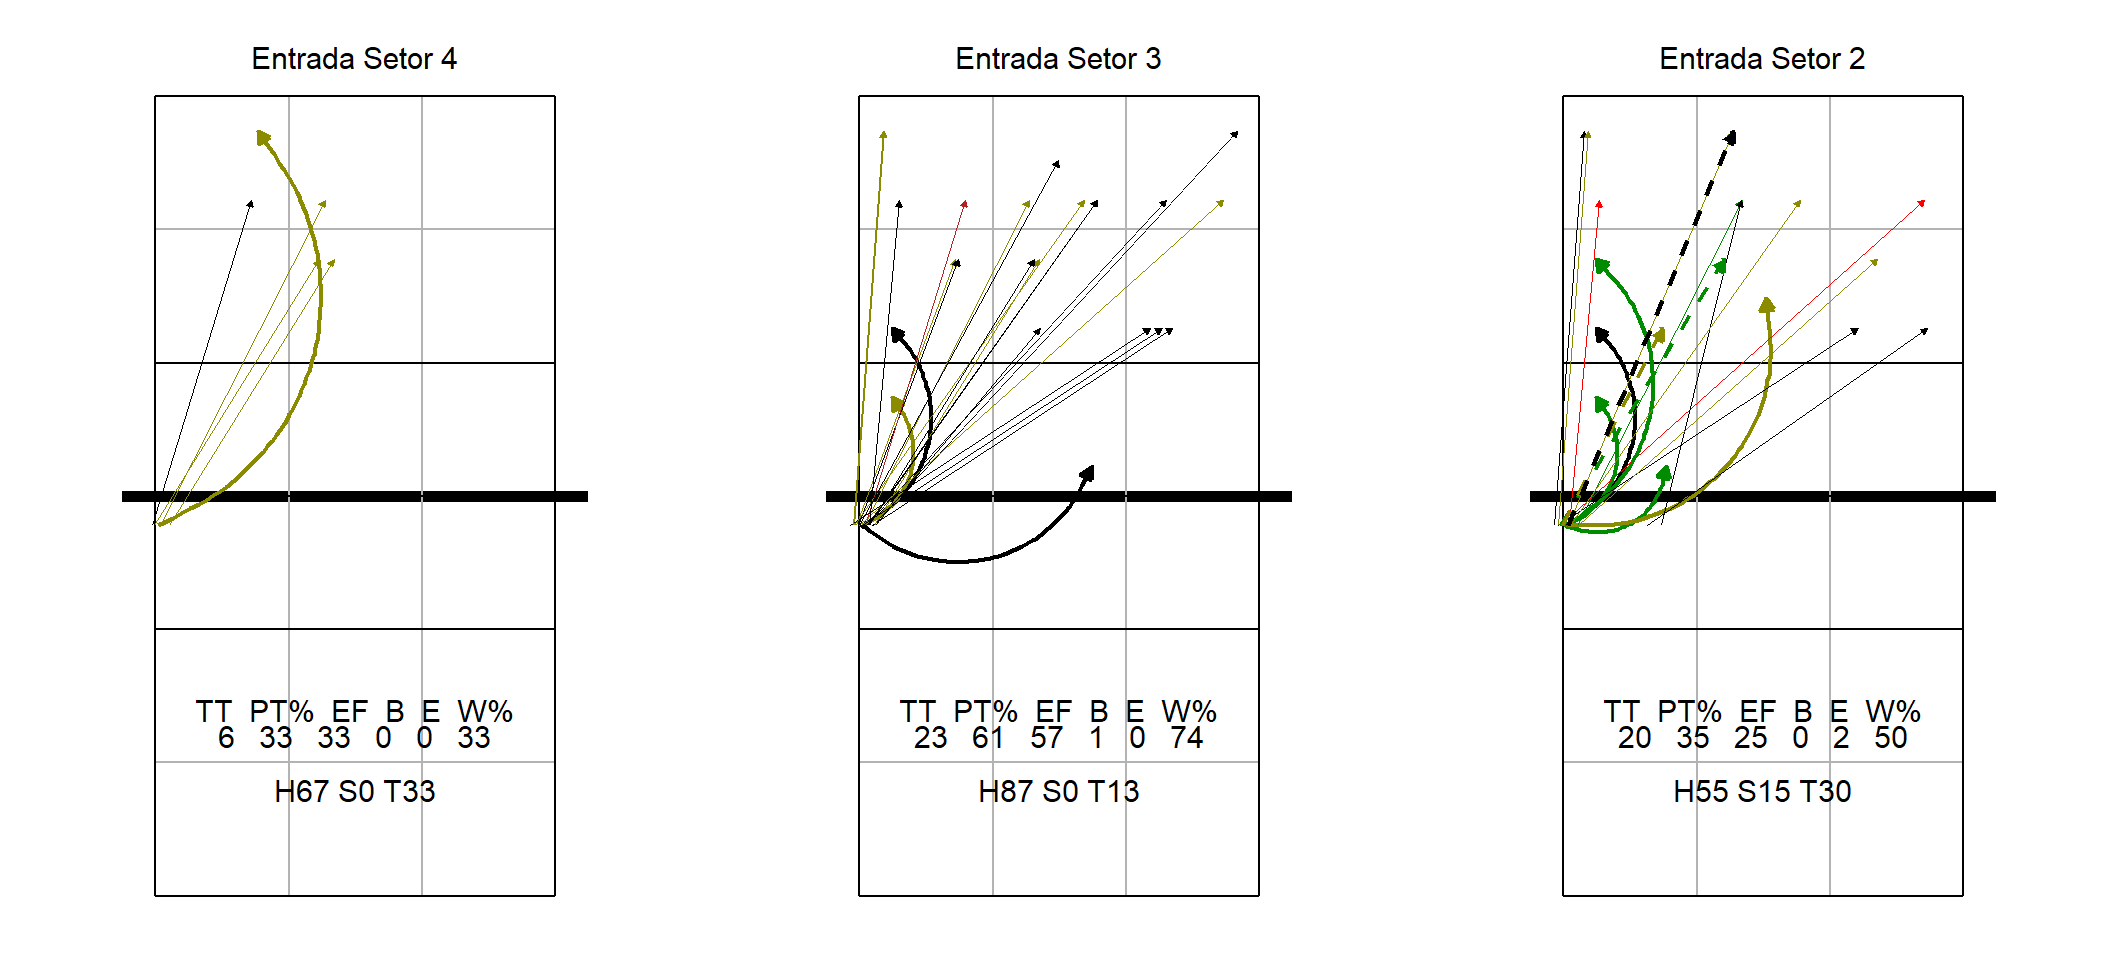 Entrada Setor 4
Entrada Setor 3
Entrada Setor 2
TT PT% EF B E W%
6 33 33 0 0 33
H67 S0 T33
TT PT% EF B E W%
23 61 57 1 0 74
H87 S0 T13
TT PT% EF B E W%
20 35 25 0 2 50
H55 S15 T30